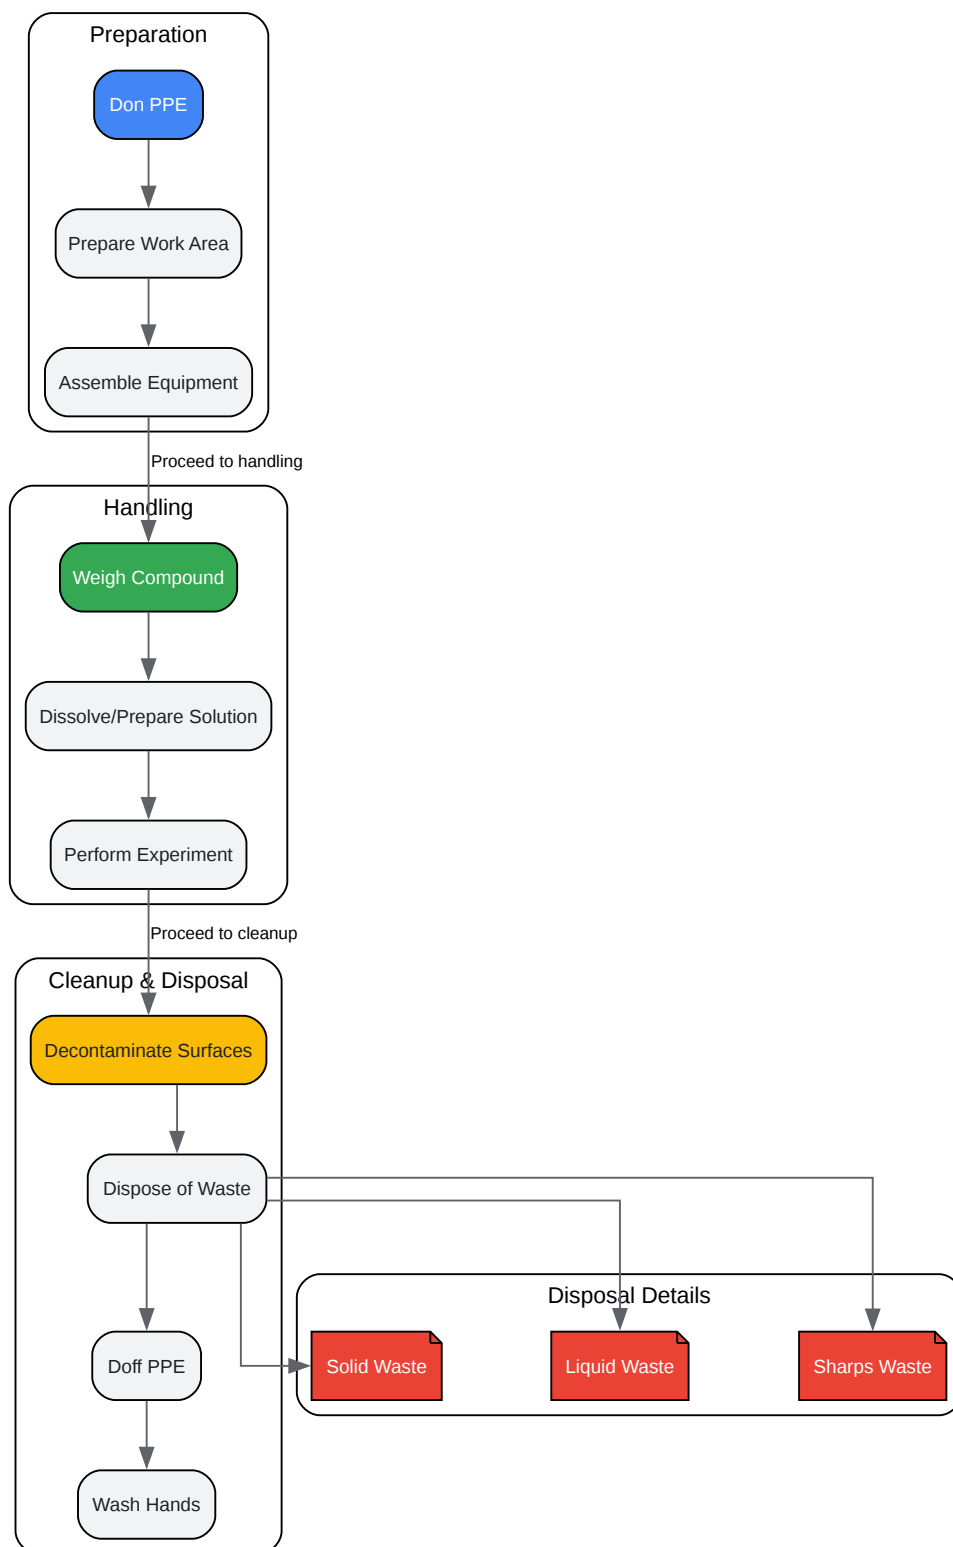 Preparation
Don PPE
Prepare Work Area
Assemble Equipment
Proceed to handling
Handling
Weigh Compound
Dissolve/Prepare Solution
Perform Experiment
Proceed to cleanup
Cleanup & Disposal
Decontaminate Surfaces
Dispose of Waste
Disposal Details
Doff PPE
Solid Waste
Liquid Waste
Sharps Waste
Wash Hands